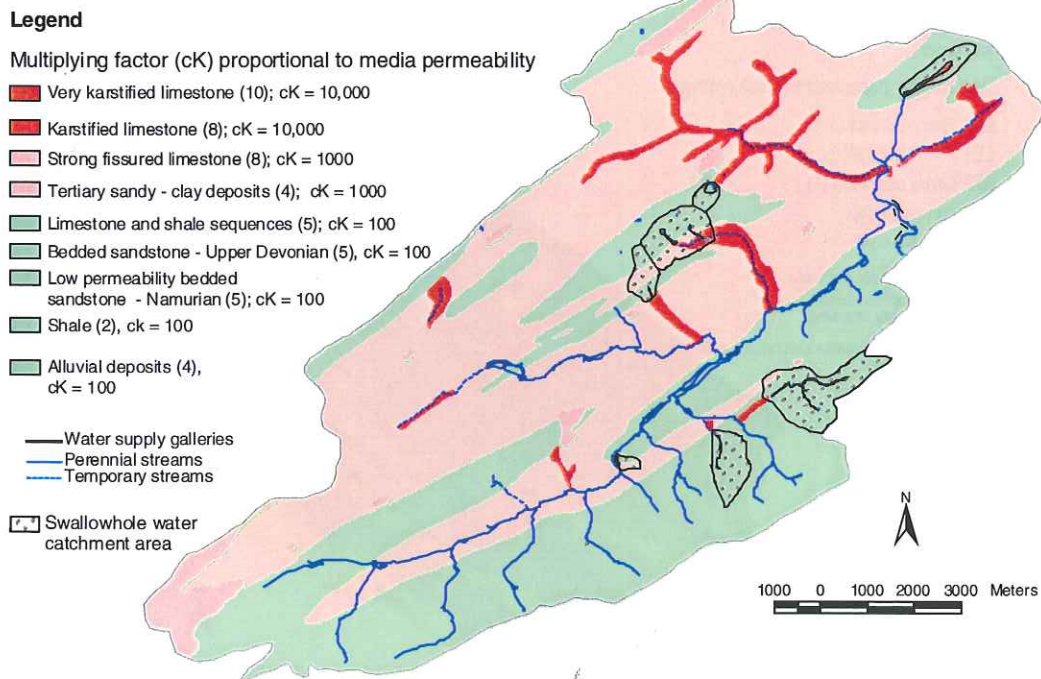 Legend
Multiplying factor (cK) proportional to media permeability
Very karstified limestone (10); cK = 10,000
Karstified limestone (8); cK = 10,000
Strong fissured limestone (8); cK = 1000
Tertiary sandy - clay deposits (4); cK = 1000
Limestone and shale sequences (5); cK = 100
Bedded sandstone - Upper Devonian (5), cK = 100
Low permeability bedded
sandstone - Namurian (5); cK = 100
Shale (2), ck = 100
Alluvial deposits (4),
cK = 100
Water supply galleries
Perennial streams
Temporary streams
Swallowhole water
catchment area
N
1000 0 1000 2000 3000 Meters